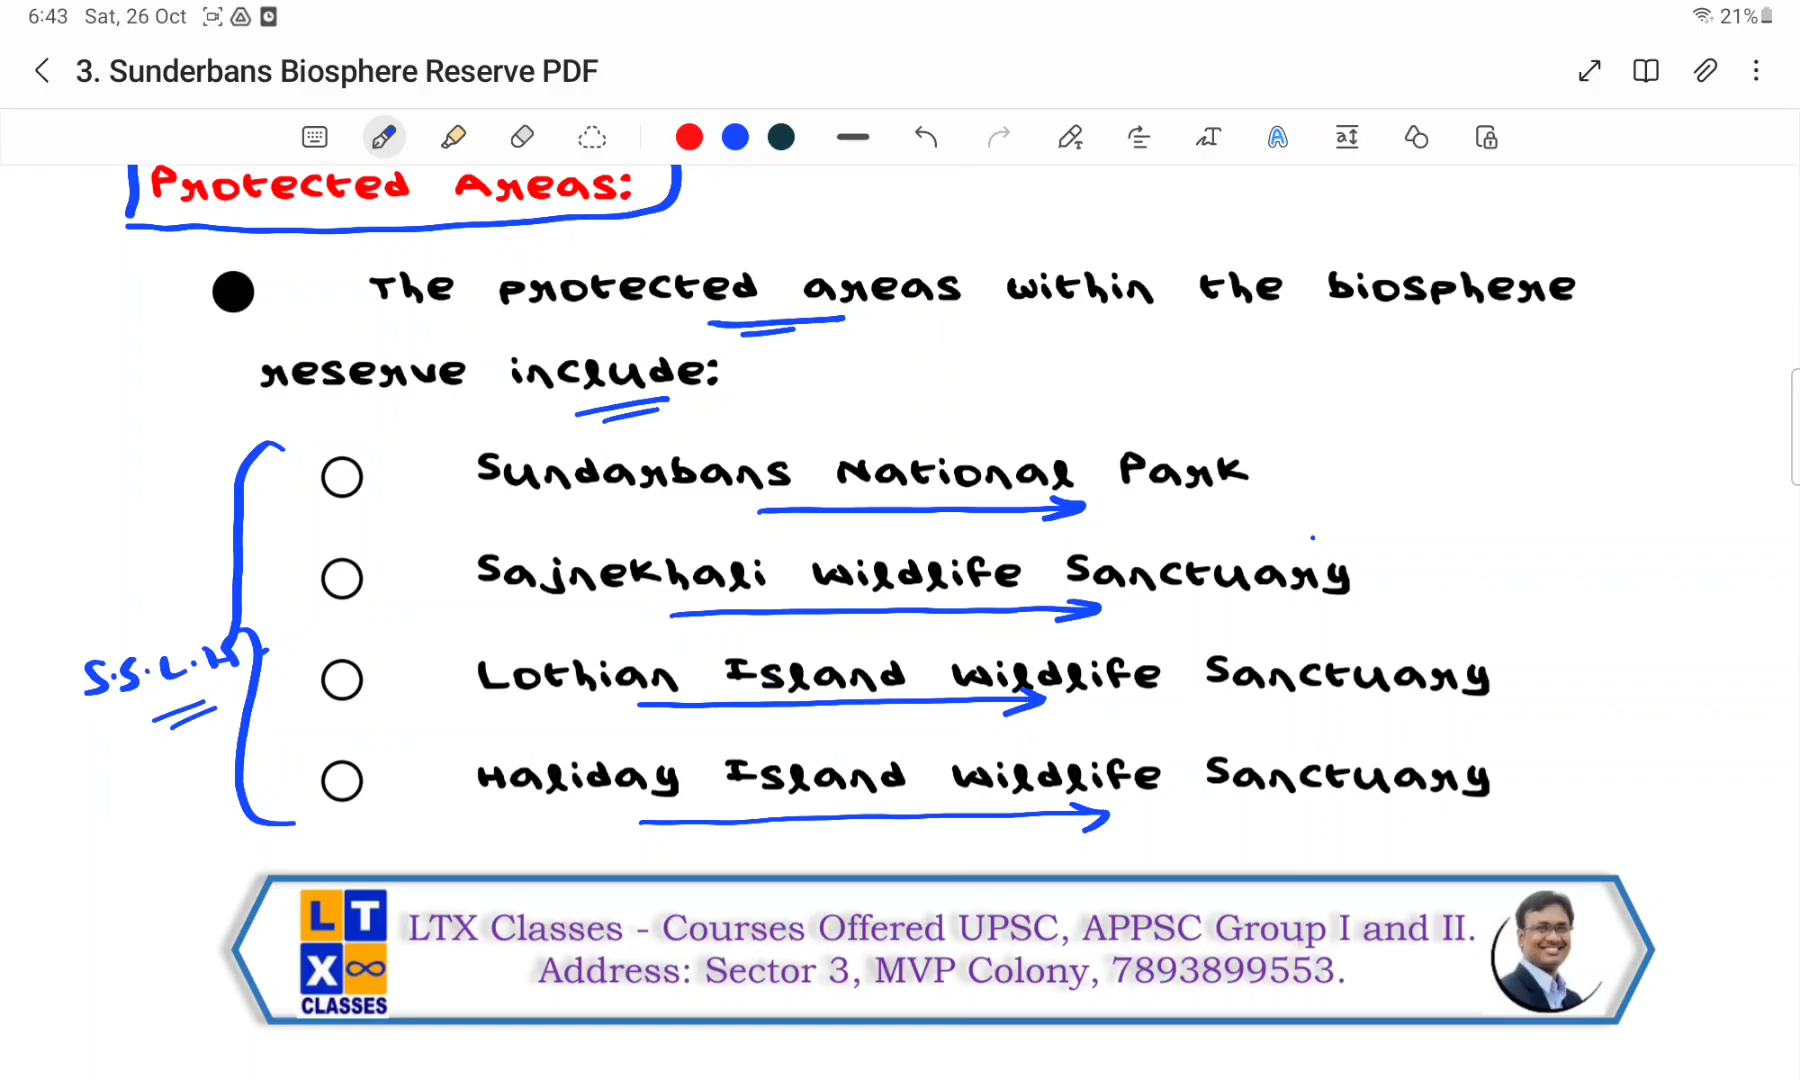 6:43 Sat, 26 Oct
21%
3. Sunderbans Biosphere Reserve PDF
Protected Areas:
The protected areas within the biosphere
reserve include:
Sundarbans National Park
Sajnekhali Wildlife Sanctuary
Lothian Island Wildlife Sanctuary
S.S.L.H
Haliday Island Wildlife Sanctuary
LTX Classes - Courses Offered UPSC, APPSC Group I and II.
Address: Sector 3, MVP Colony, 7893899553.
L T
X ∞
CLASSES